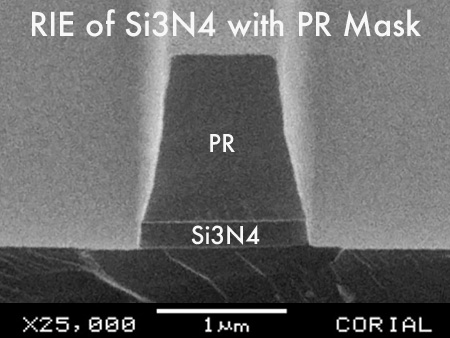 RIE of Si3N4 with PR Mask
PR
Si3N4
X25,000 1μm CORIAL